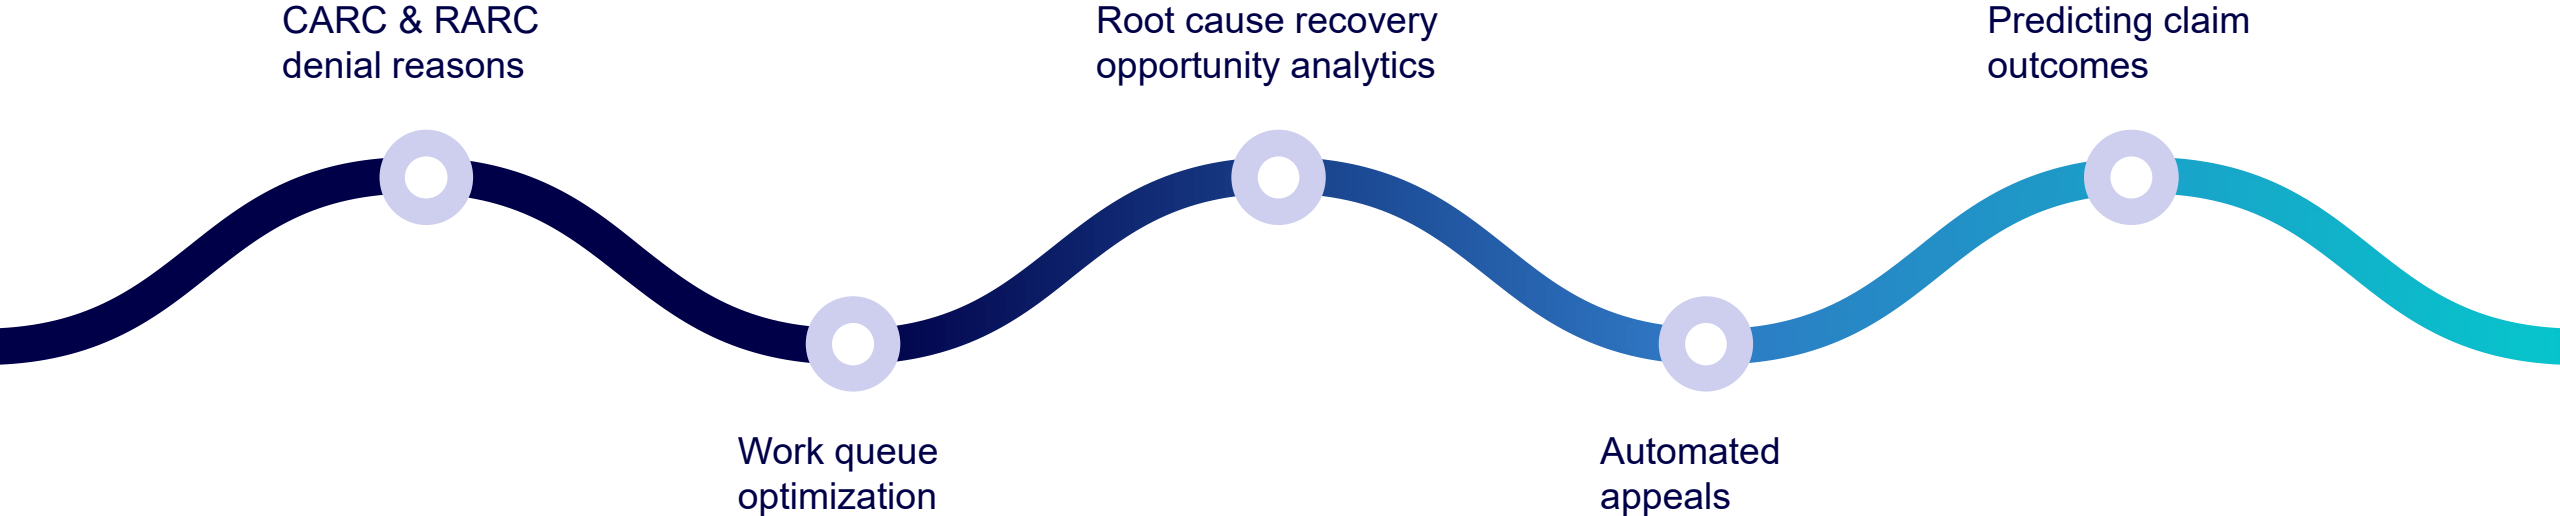 CARC & RARC
denial reasons
Work queue
optimization
Root cause recovery
opportunity analytics
Automated
appeals
Predicting claim
outcomes